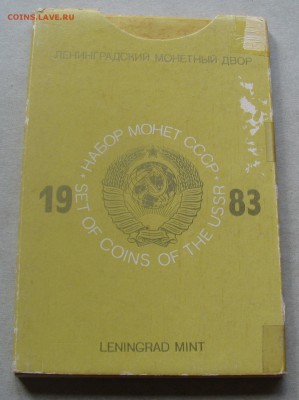 COINS.LAVE.RU
ЛЕНИНГРАДСКИЙ МОНЕТНЫЙ ДВОР
• НАБОР МОНЕТ СССР •
19 83
SET OF COINS OF THE USSR
LENINGRAD MINT